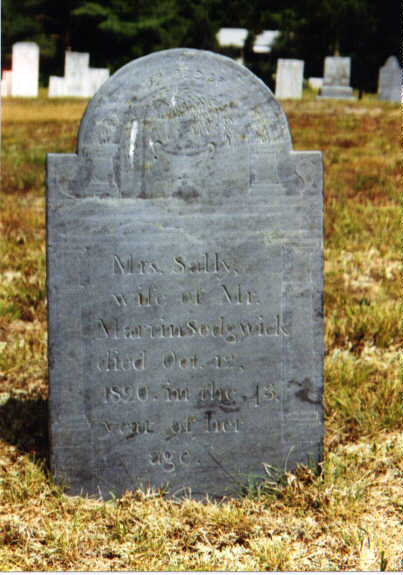 Mrs. Sally,
wife of Mr.
Martin Sedgwick
died Oct. 12,
1820. in the 43.
year of her
age.